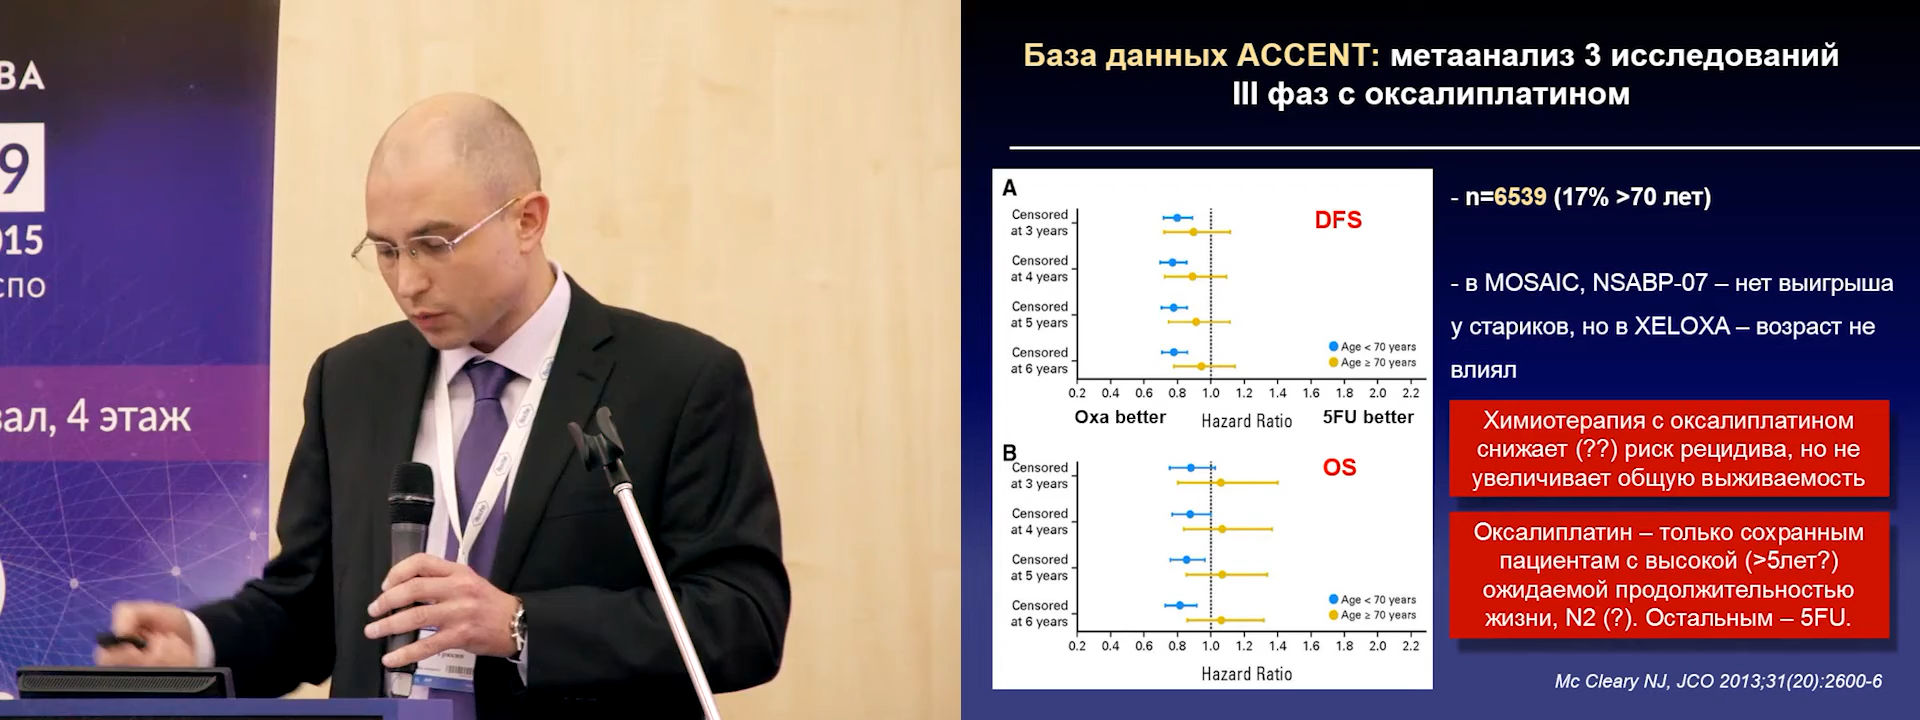 ВА
9
015
спо
зал, 4 этаж
База данных ACCENT: метаанализ 3 исследований
III фаз с оксалиплатином
A
Censored
at 3 years
Censored
at 4 years
Censored
at 5 years
Censored
at 6 years
DFS
Age < 70 years
Age ≥ 70 years
0.2 0.4 0.6 0.8 1.0 1.2 1.4 1.6 1.8 2.0 2.2
Oxa better Hazard Ratio 5FU better
B
Censored
at 3 years
Censored
at 4 years
Censored
at 5 years
Censored
at 6 years
OS
Age < 70 years
Age ≥ 70 years
0.2 0.4 0.6 0.8 1.0 1.2 1.4 1.6 1.8 2.0 2.2
Hazard Ratio
- n=6539 (17% >70 лет)
- в MOSAIC, NSABP-07 – нет выигрыша
у стариков, но в XELOXA – возраст не
влиял
Химиотерапия с оксалиплатином
снижает (??) риск рецидива, но не
увеличивает общую выживаемость
Оксалиплатин – только сохранным
пациентам с высокой (>5лет?)
ожидаемой продолжительностью
жизни, N2 (?). Остальным – 5FU.
Mc Cleary NJ, JCO 2013;31(20):2600-6